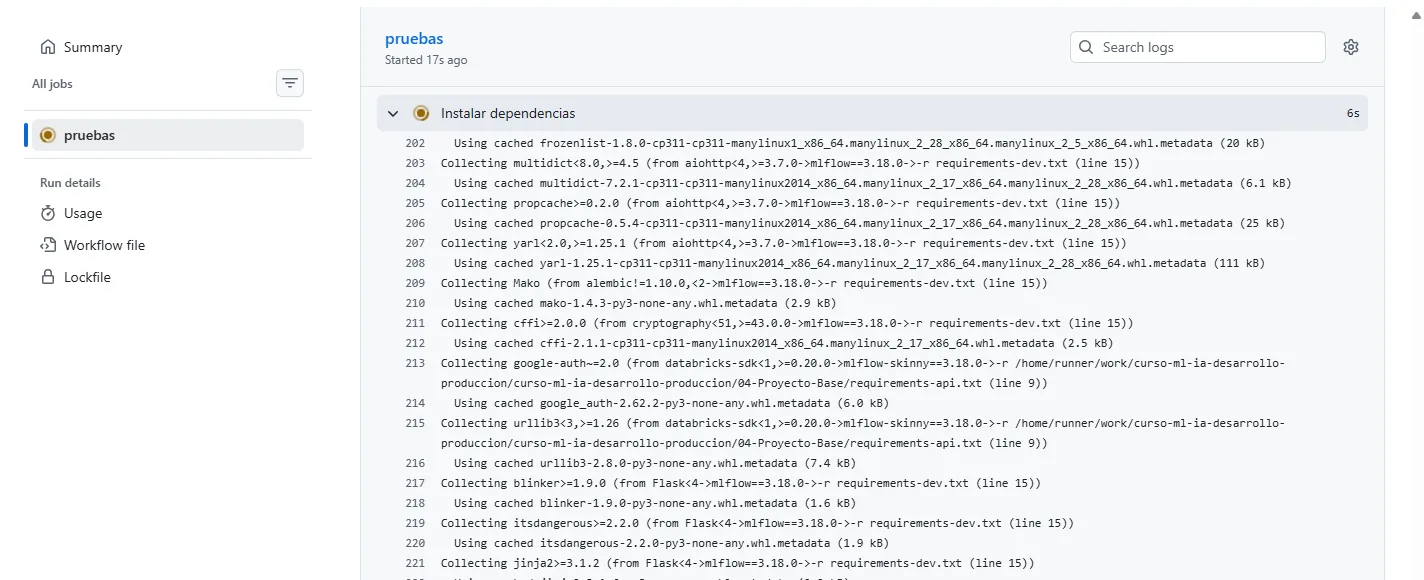 Summary
All jobs
pruebas
Run details
Usage
Workflow file
Lockfile
pruebas
Started 17s ago
Search logs
Instalar dependencias 6s
202 Using cached frozenlist-1.8.0-cp311-cp311-manylinux1_x86_64.manylinux_2_28_x86_64.manylinux_2_5_x86_64.whl.metadata (20 kB)
203 Collecting multidict<8.0,>=4.5 (from aiohttp<4,>=3.7.0->mlflow==3.18.0->-r requirements-dev.txt (line 15))
204 Using cached multidict-7.2.1-cp311-cp311-manylinux2014_x86_64.manylinux_2_17_x86_64.manylinux_2_28_x86_64.whl.metadata (6.1 kB)
205 Collecting propcache>=0.2.0 (from aiohttp<4,>=3.7.0->mlflow==3.18.0->-r requirements-dev.txt (line 15))
206 Using cached propcache-0.5.4-cp311-cp311-manylinux2014_x86_64.manylinux_2_17_x86_64.manylinux_2_28_x86_64.whl.metadata (25 kB)
207 Collecting yarl<2.0,>=1.25.1 (from aiohttp<4,>=3.7.0->mlflow==3.18.0->-r requirements-dev.txt (line 15))
208 Using cached yarl-1.25.1-cp311-cp311-manylinux2014_x86_64.manylinux_2_17_x86_64.manylinux_2_28_x86_64.whl.metadata (111 kB)
209 Collecting Mako (from alembic!=1.10.0,<2->mlflow==3.18.0->-r requirements-dev.txt (line 15))
210 Using cached mako-1.4.3-py3-none-any.whl.metadata (2.9 kB)
211 Collecting cffi>=2.0.0 (from cryptography<51,>=43.0.0->mlflow==3.18.0->-r requirements-dev.txt (line 15))
212 Using cached cffi-2.1.1-cp311-cp311-manylinux2014_x86_64.manylinux_2_17_x86_64.whl.metadata (2.5 kB)
213 Collecting google-auth~=2.0 (from databricks-sdk<1,>=0.20.0->mlflow-skinny==3.18.0->-r /home/runner/work/curso-ml-ia-desarrollo-
produccion/curso-ml-ia-desarrollo-produccion/04-Proyecto-Base/requirements-api.txt (line 9))
214 Using cached google_auth-2.62.2-py3-none-any.whl.metadata (6.0 kB)
215 Collecting urllib3<3,>=1.26 (from databricks-sdk<1,>=0.20.0->mlflow-skinny==3.18.0->-r /home/runner/work/curso-ml-ia-desarrollo-
produccion/curso-ml-ia-desarrollo-produccion/04-Proyecto-Base/requirements-api.txt (line 9))
216 Using cached urllib3-2.8.0-py3-none-any.whl.metadata (7.4 kB)
217 Collecting blinker>=1.9.0 (from Flask<4->mlflow==3.18.0->-r requirements-dev.txt (line 15))
218 Using cached blinker-1.9.0-py3-none-any.whl.metadata (1.6 kB)
219 Collecting itsdangerous>=2.2.0 (from Flask<4->mlflow==3.18.0->-r requirements-dev.txt (line 15))
220 Using cached itsdangerous-2.2.0-py3-none-any.whl.metadata (1.9 kB)
221 Collecting jinja2>=3.1.2 (from Flask<4->mlflow==3.18.0->-r requirements-dev.txt (line 15))